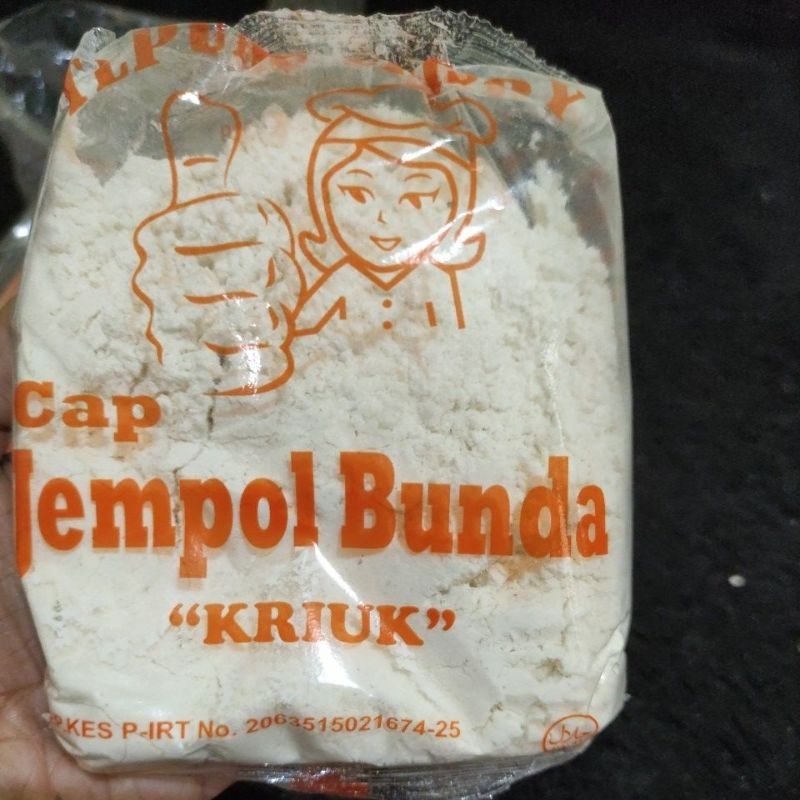 Cap
Jempol Bunda
“KRIUK”
P.KES P-IRT No. 2063515021674-25